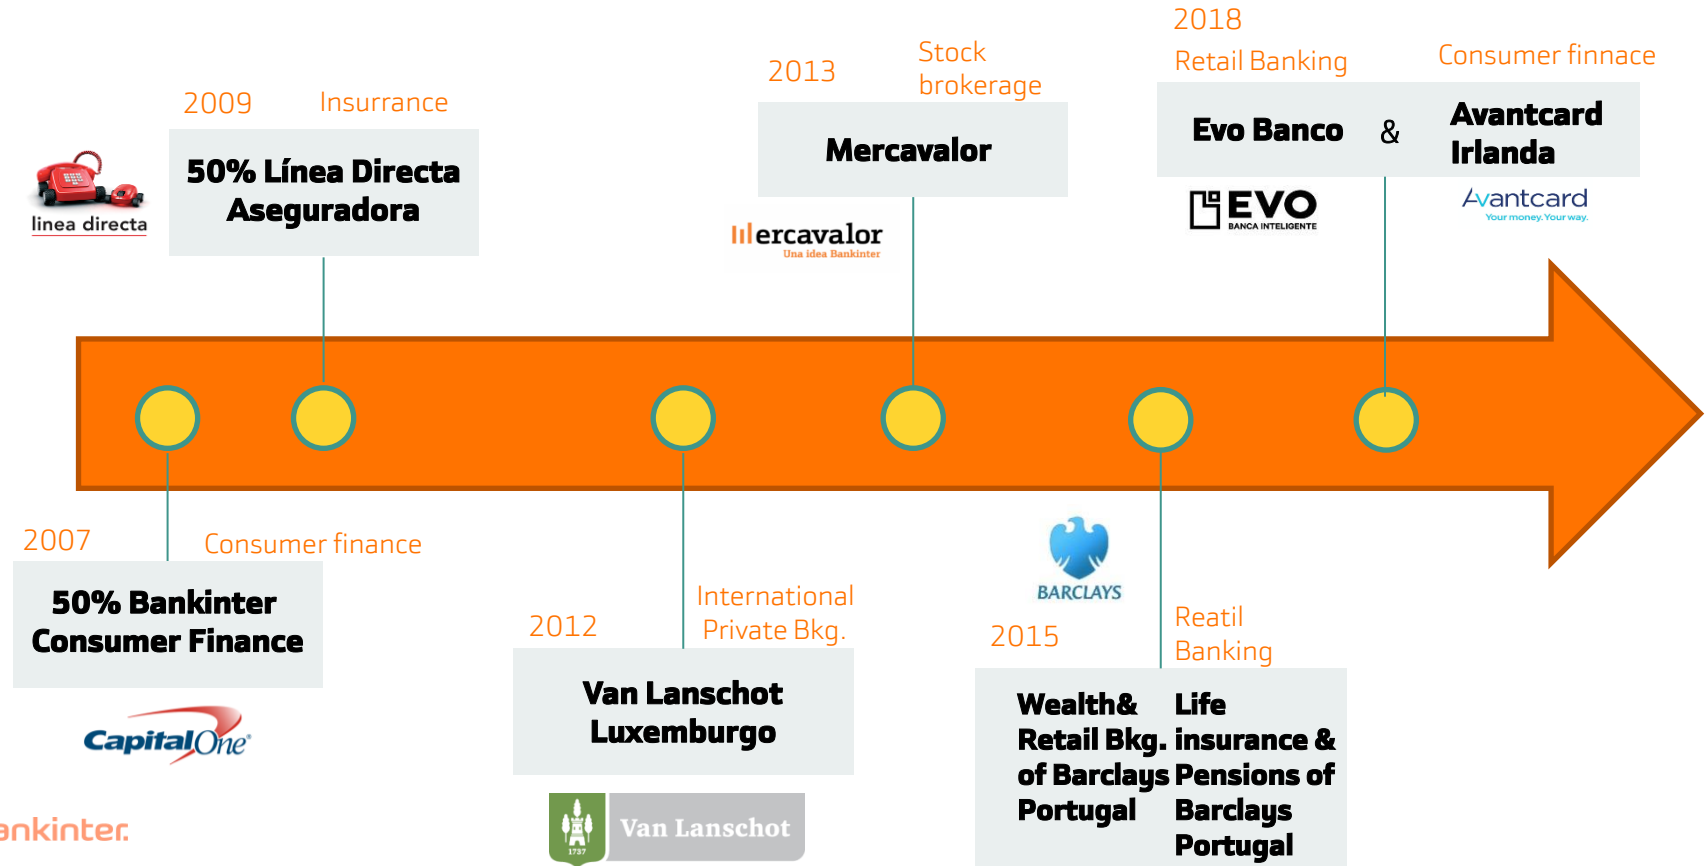 2018
Retail Banking
Consumer finnace
Evo Banco & Avantcard
Irlanda
EVO
BANCA INTELIGENTE
Avantcard
Your money. Your way.
2013
Stock
brokerage
Mercavalor
Mercavalor
Una idea Bankinter
2009
Insurrance
50% Línea Directa
Aseguradora
linea directa
2007
Consumer finance
50% Bankinter
Consumer Finance
CapitalOne®
2012
International
Private Bkg.
Van Lanschot
Luxemburgo
1737
Van Lanschot
BARCLAYS
2015
Reatil
Banking
Wealth&
Retail Bkg.
of Barclays
Portugal
Life
insurance &
Pensions of
Barclays
Portugal
ankinter.